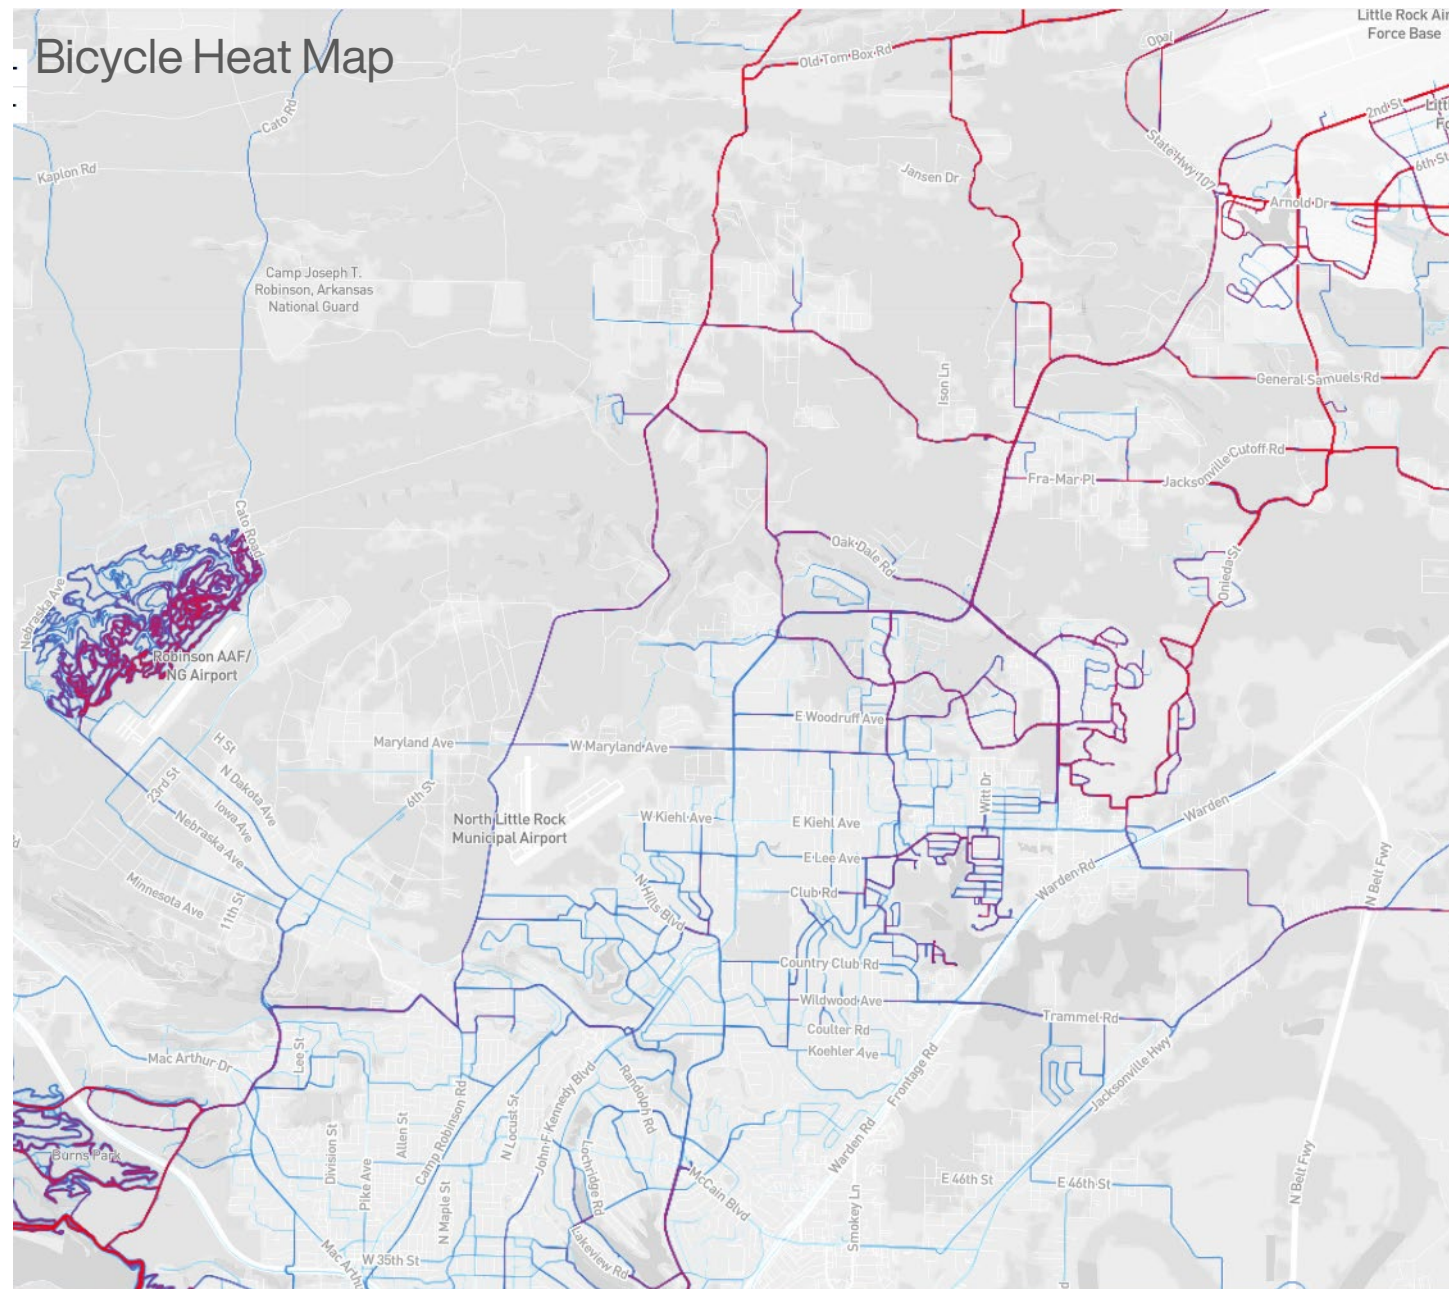 Bicycle Heat Map
Little Rock Air
Force Base
Opal
Old Tom Box Rd
Cato Rd
2nd St
Kaplon Rd
State Hwy 107
6th St
Jansen Dr
Arnold Dr
Camp Joseph T.
Robinson, Arkansas
National Guard
Ison Ln
General Samuels Rd
Jacksonville Cutoff Rd
Fra-Mar Pl
Cato Road
Oak Dale Rd
Onieda St
Nebraska Ave
Robinson AAF/
NG Airport
E Woodruff Ave
H St
Maryland Ave
W Maryland Ave
N Dakota Ave
23rd St
6th St
Witt Dr
Warden
Iowa Ave
North Little Rock
Municipal Airport
W Kiehl Ave
E Kiehl Ave
Nebraska Ave
E Lee Ave
Warden Rd
N Belt Fwy
Minnesota Ave
11th St
N Hills Blvd
Club Rd
Country Club Rd
Wildwood Ave
Trammel Rd
Coulter Rd
Koehler Ave
Lee St
Mac Arthur Dr
Frontage Rd
Jacksonville Hwy
Randolph Rd
John F Kennedy Blvd
Camp Robinson Rd
N Locust St
Allen St
Division St
Burns Park
Lochridge Rd
Warden Rd
McCain Blvd
Pike Ave
N Maple St
E 46th St
E 46th St
N Belt Fwy
Smokey Ln
Lakeview Rd
W 35th St
Mac Arthu